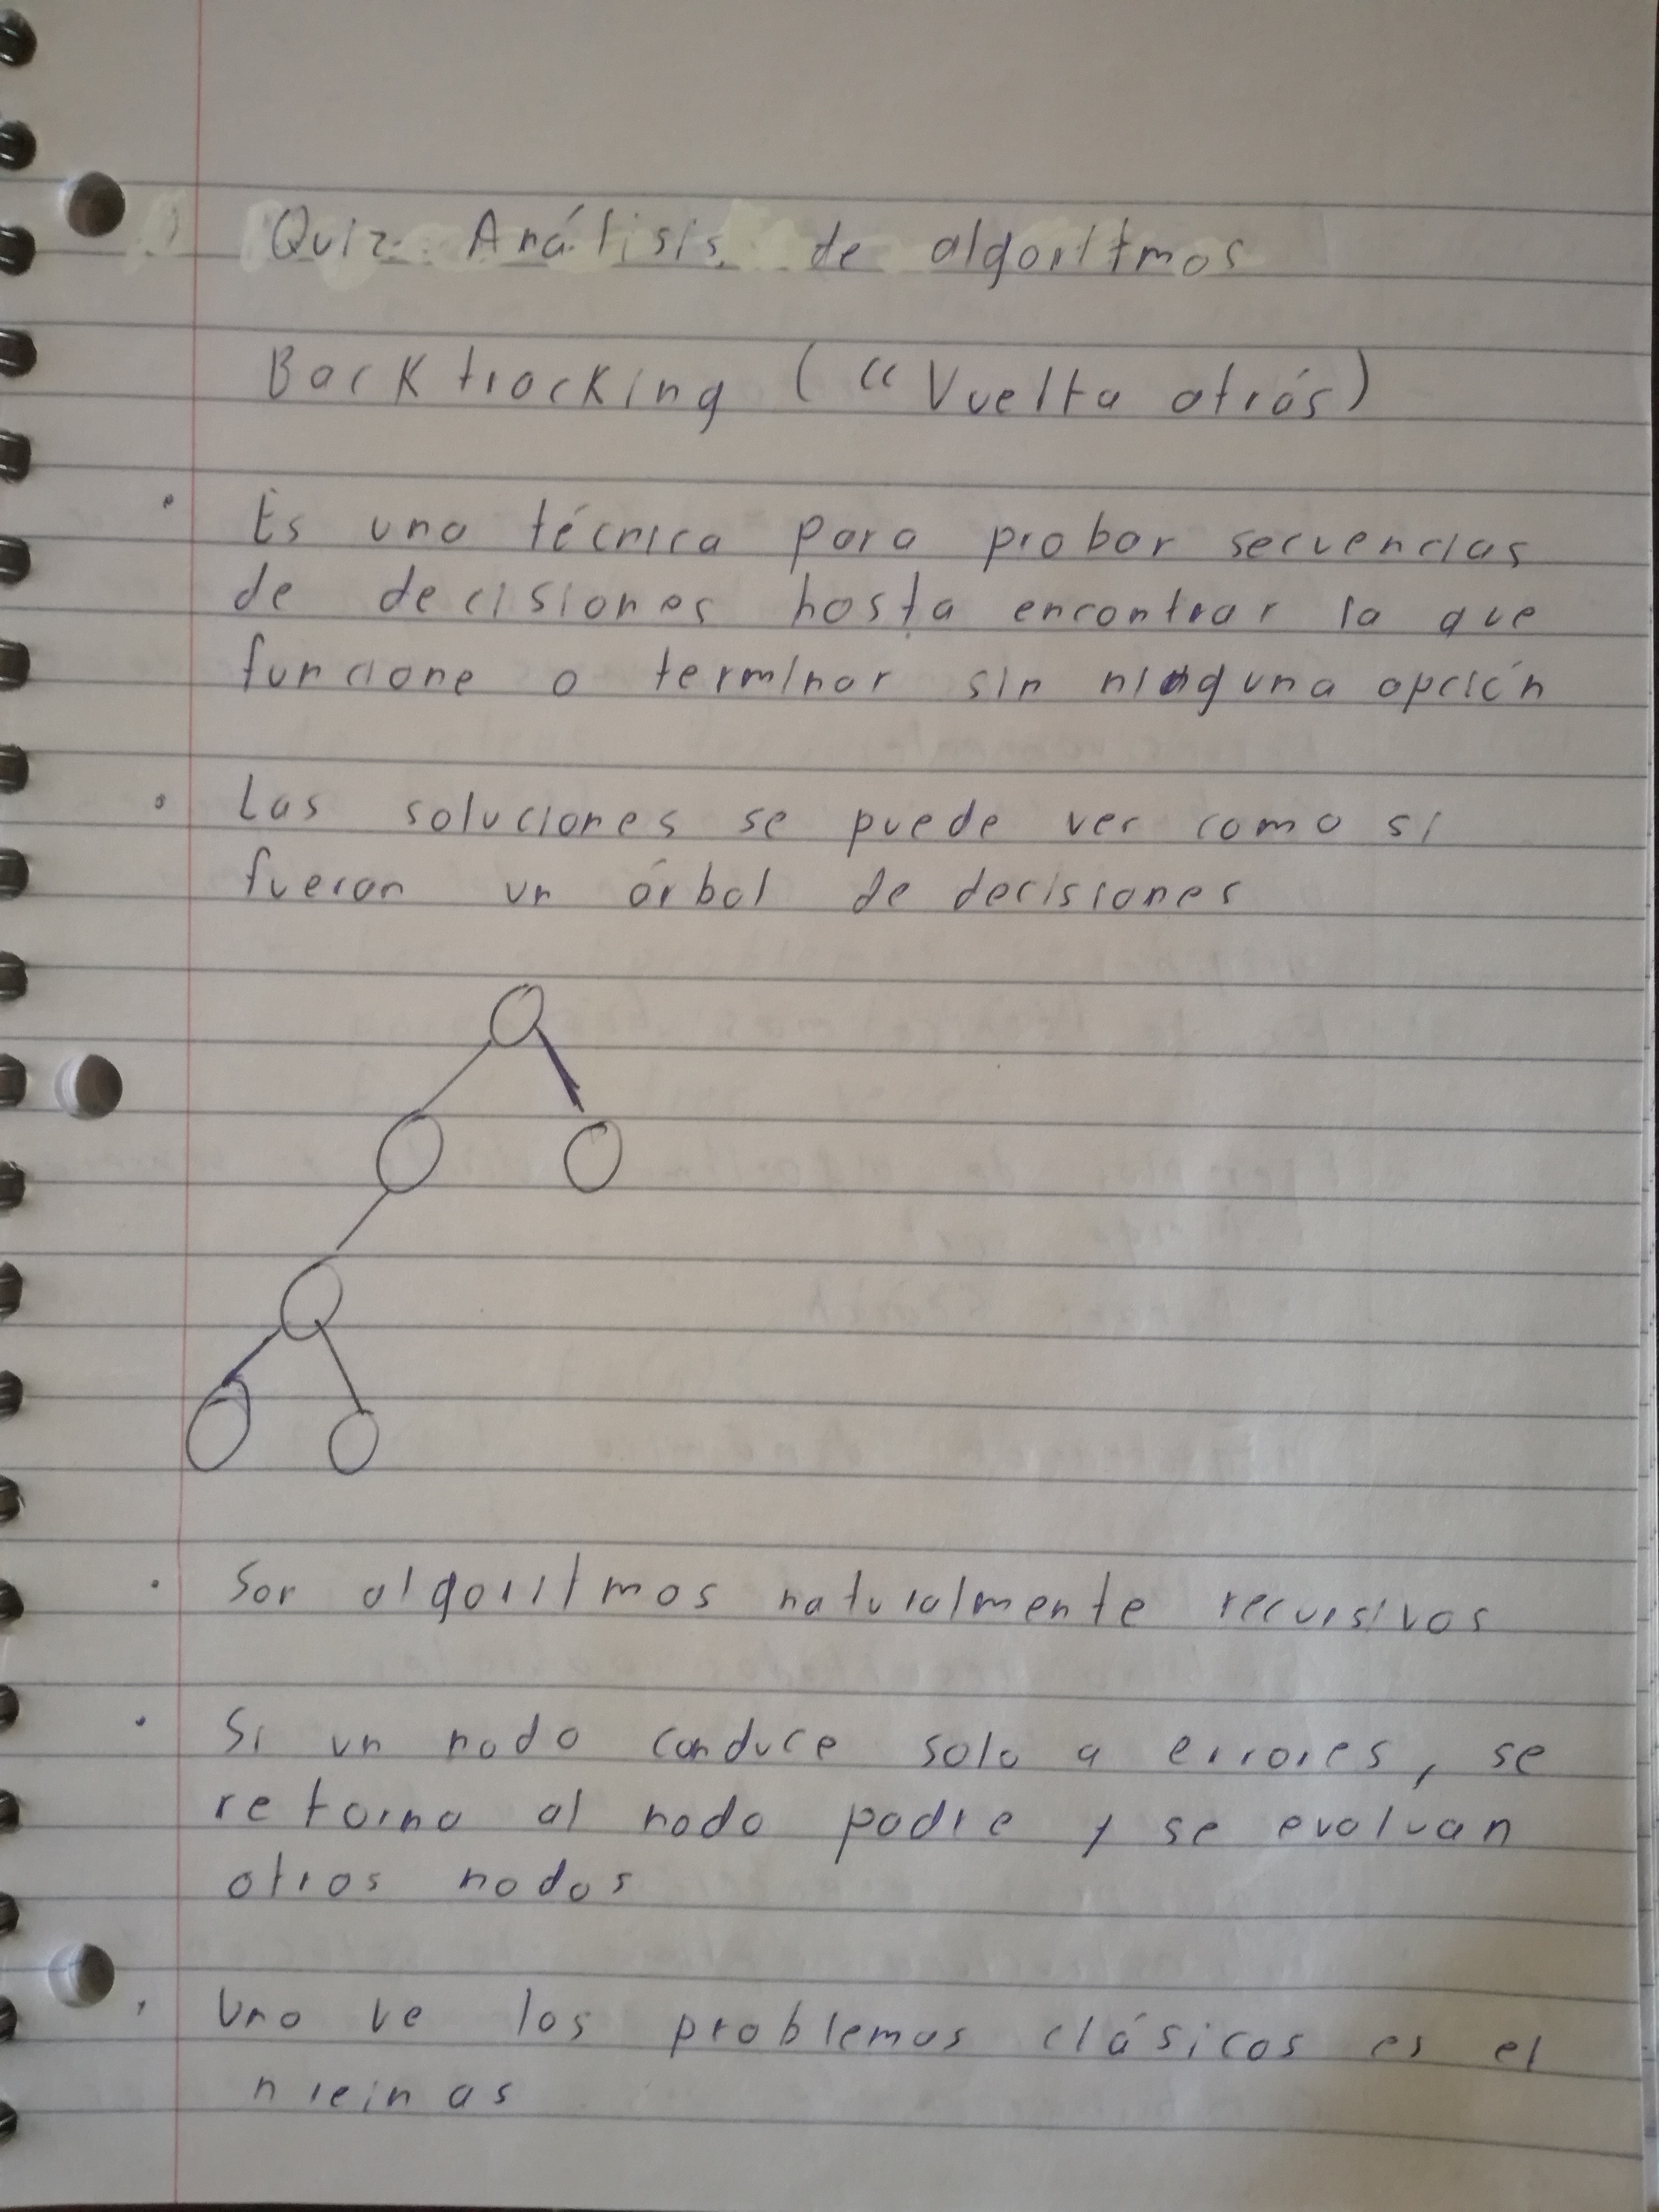 Quiz Análisis de algoritmos
Backtracking (“Vuelta atrás)
• Es una técnica para probar secuencias
de decisiones hasta encontrar la que
funcione o terminar sin ninguna opción
• Las soluciones se puede ver como si
fueran un árbol de decisiones
• Son algoritmos naturalmente recursivos
• Si un nodo conduce solo a errores, se
retorna al nodo padre y se evaluan
otros nodos
• Uno ve los problemas clásicos es el
n reinas